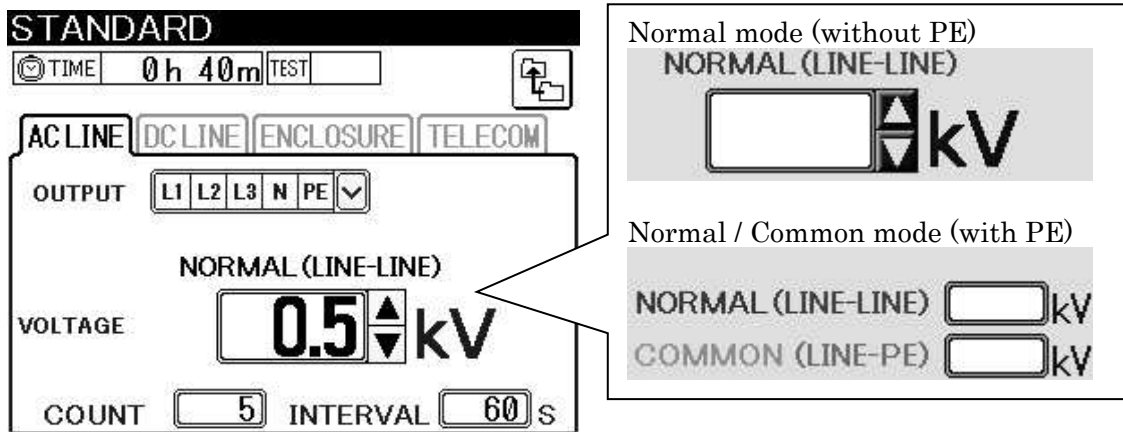 STANDARD
TIME 0h 40m TEST
AC LINE DC LINE ENCLOSURE TELECOM
OUTPUT L1 L2 L3 N PE
NORMAL (LINE-LINE)
VOLTAGE 0.5 kV
COUNT 5 INTERVAL 60 S
Normal mode (without PE)
NORMAL (LINE-LINE)
kV
Normal / Common mode (with PE)
NORMAL (LINE-LINE) kV
COMMON (LINE-PE) kV